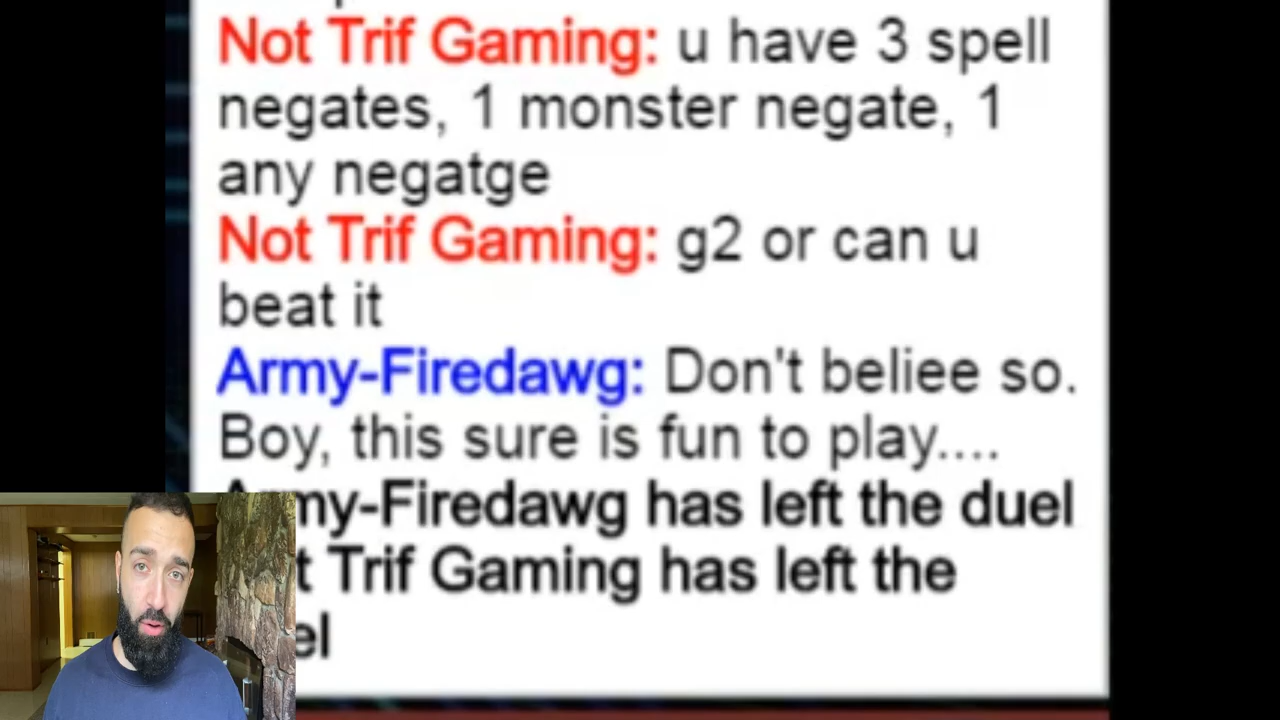 Not Trif Gaming: u have 3 spell
negates, 1 monster negate, 1
any negatge
Not Trif Gaming: g2 or can u
beat it
Army-Firedawg: Don't beliee so.
Boy, this sure is fun to play....
my-Firedawg has left the duel
t Trif Gaming has left the
el